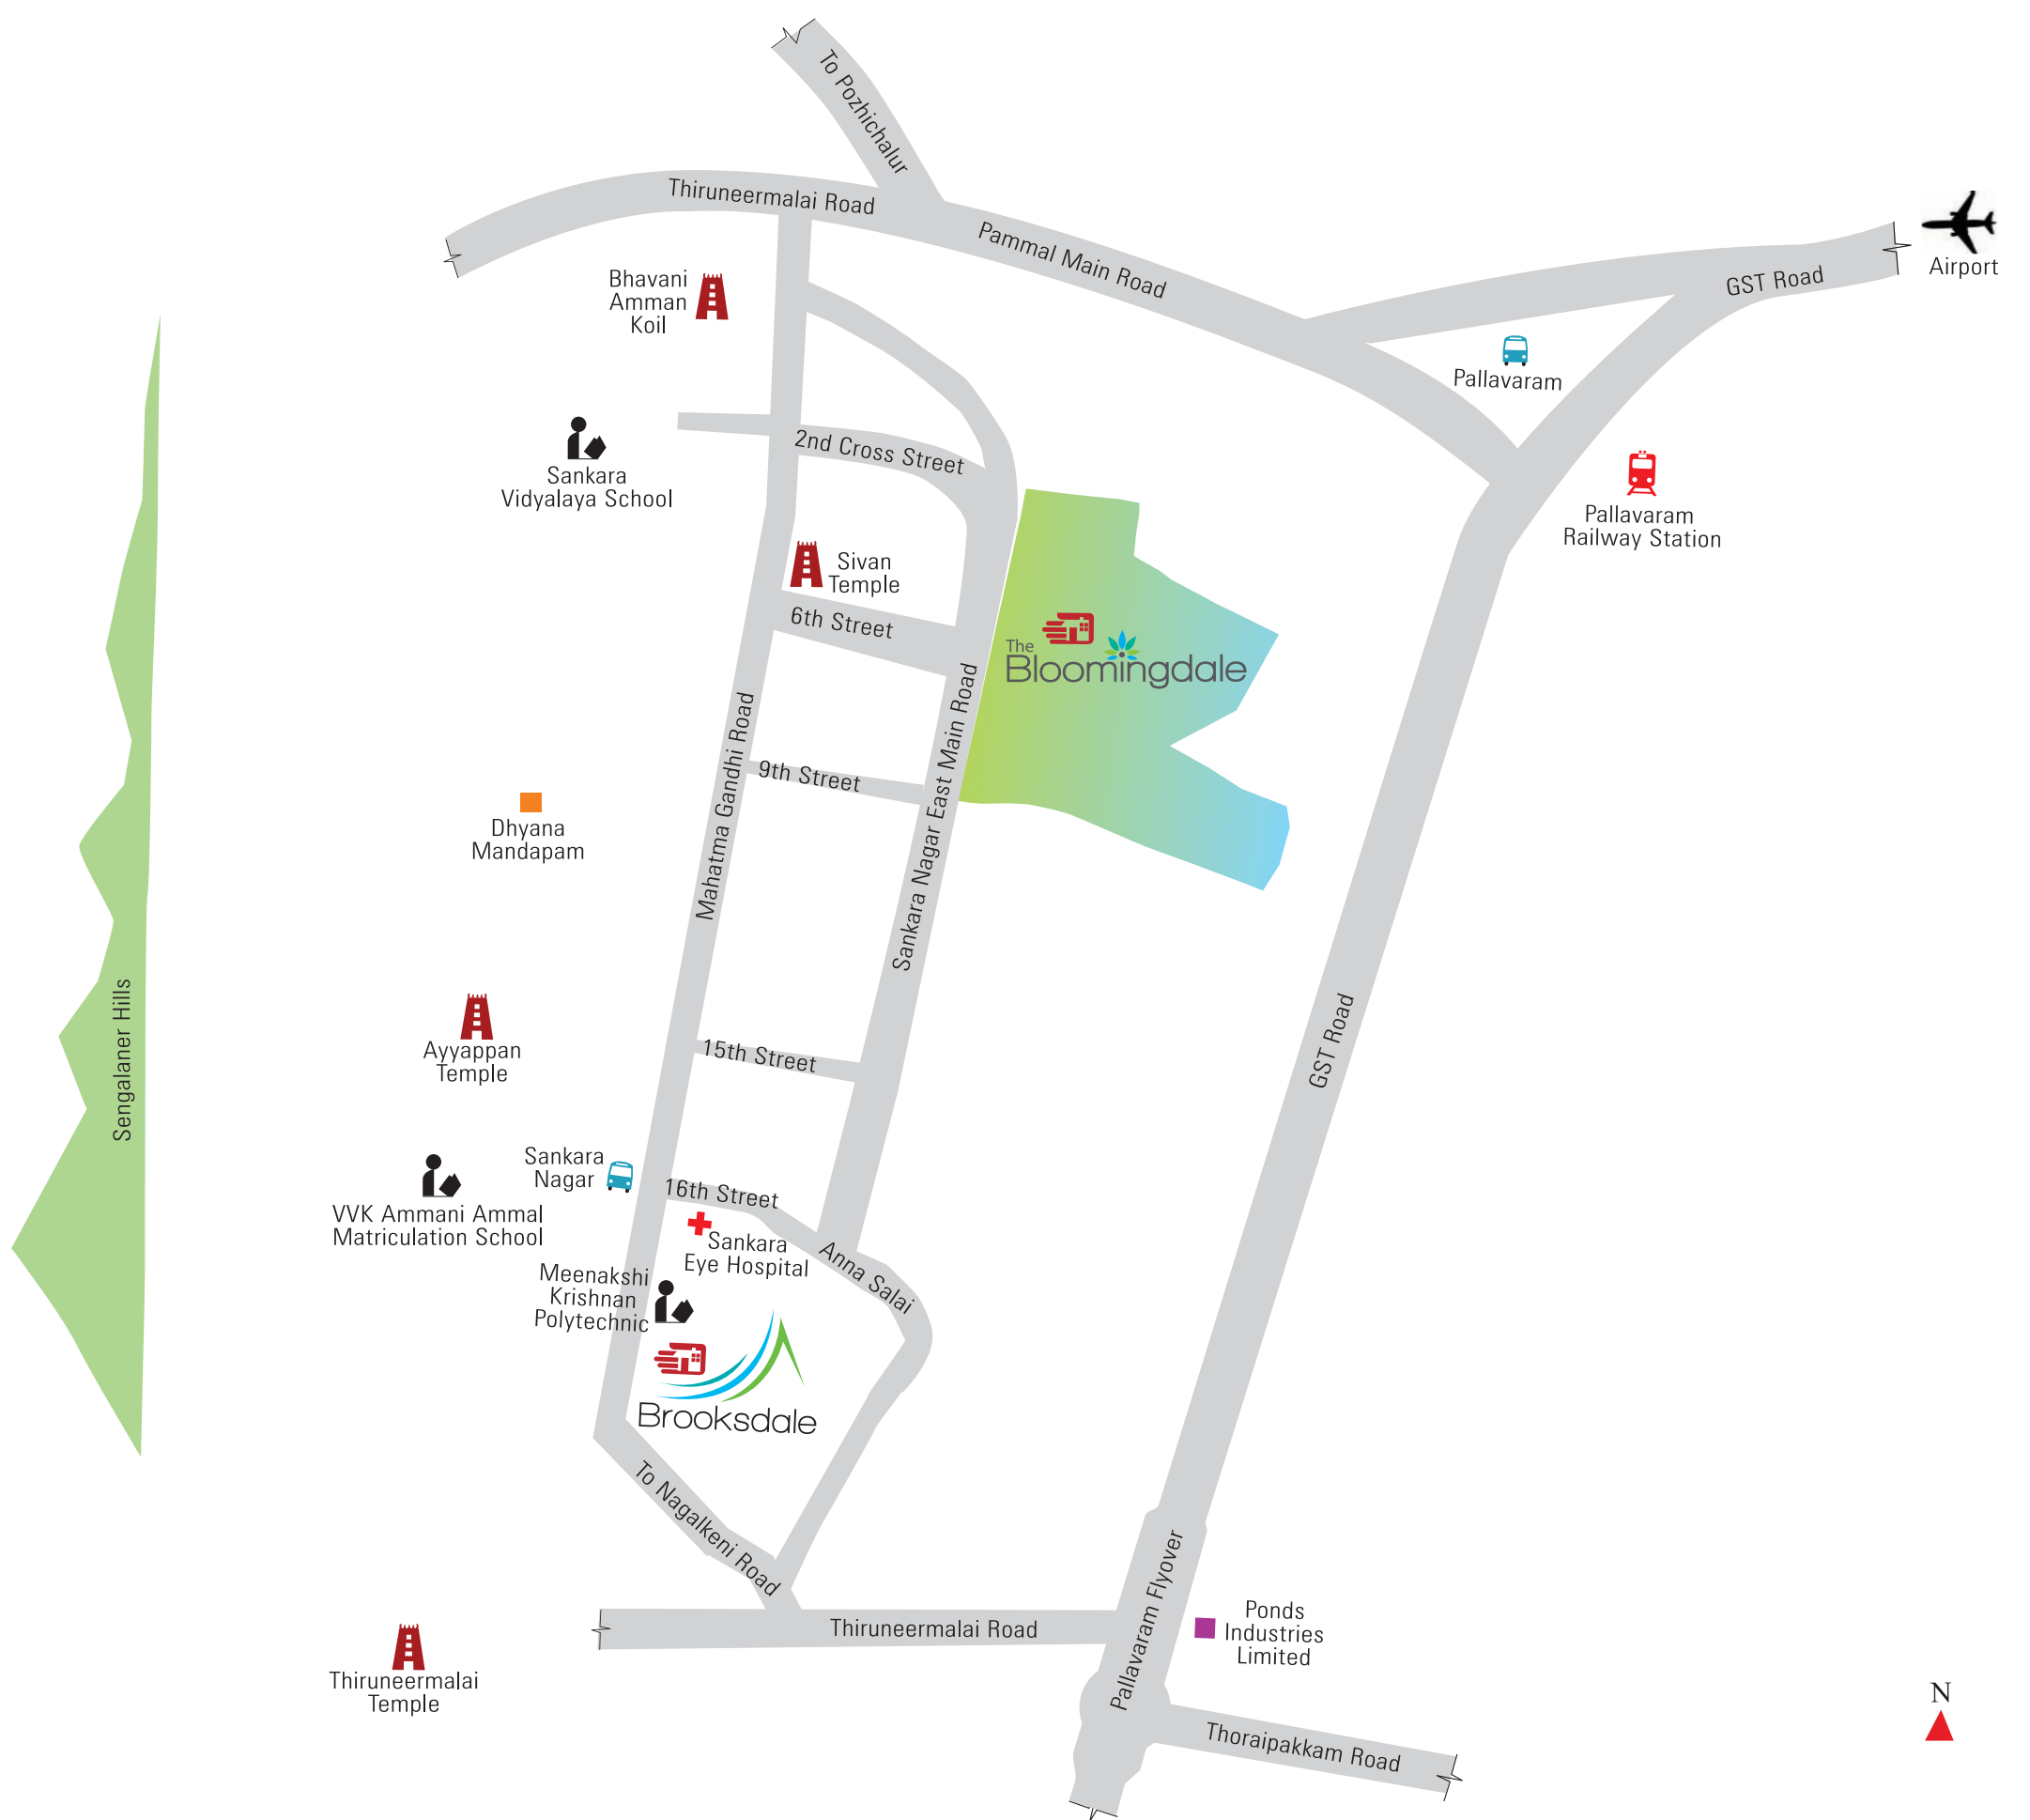 To Pozhichalur
Thiruneermalai Road
Pammal Main Road
GST Road
Airport
Bhavani
Amman
Koil
Pallavaram
2nd Cross Street
Sankara
Vidyalaya School
Pallavaram
Railway Station
Sivan
Temple
6th Street
The
Bloomingdale
Mahatma Gandhi Road
Sankara Nagar East Main Road
9th Street
Dhyana
Mandapam
Sengalaner Hills
Ayyappan
Temple
15th Street
GST Road
Sankara
Nagar
16th Street
VVK Ammani Ammal
Matriculation School
Sankara
Eye Hospital
Anna Salai
Meenakshi
Krishnan
Polytechnic
Brooksdale
To Nagalkeni Road
Pallavaram Flyover
Thiruneermalai Road
Ponds
Industries
Limited
Thiruneermalai
Temple
Thoraipakkam Road
N